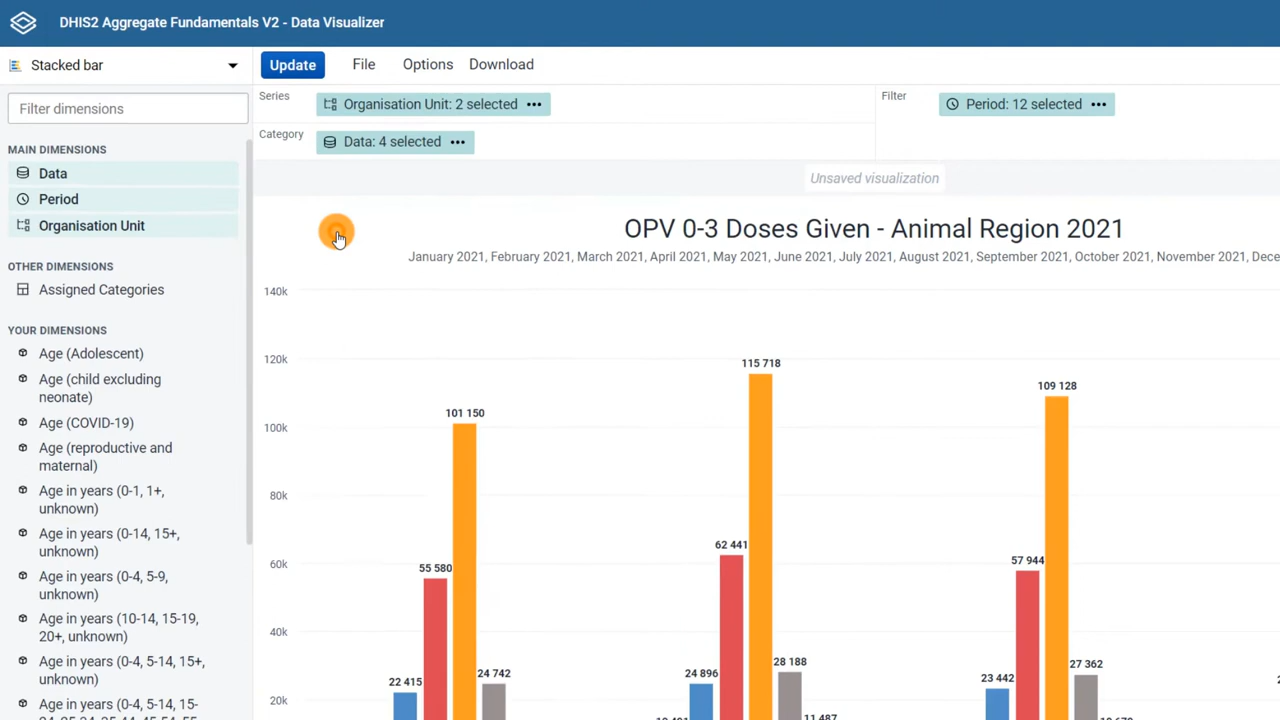 DHIS2 Aggregate Fundamentals V2 - Data Visualizer
Stacked bar
Update
File
Options
Download
Filter dimensions
Series
Organisation Unit: 2 selected
Filter
Period: 12 selected
Category
Data: 4 selected
MAIN DIMENSIONS
Data
Period
Organisation Unit
OTHER DIMENSIONS
Assigned Categories
YOUR DIMENSIONS
Age (Adolescent)
Age (child excluding
neonate)
Age (COVID-19)
Age (reproductive and
maternal)
Age in years (0-1, 1+,
unknown)
Age in years (0-14, 15+,
unknown)
Age in years (0-4, 5-9,
unknown)
Age in years (10-14, 15-19,
20+, unknown)
Age in years (0-4, 5-14, 15+,
unknown)
Age in years (0-4, 5-14, 15-
Unsaved visualization
OPV 0-3 Doses Given - Animal Region 2021
January 2021, February 2021, March 2021, April 2021, May 2021, June 2021, July 2021, August 2021, September 2021, October 2021, November 2021, Dece
140k
120k
100k
80k
60k
40k
20k
22 415
55 580
101 150
24 742
24 896
62 441
115 718
28 188
11 487
23 442
57 944
109 128
27 362